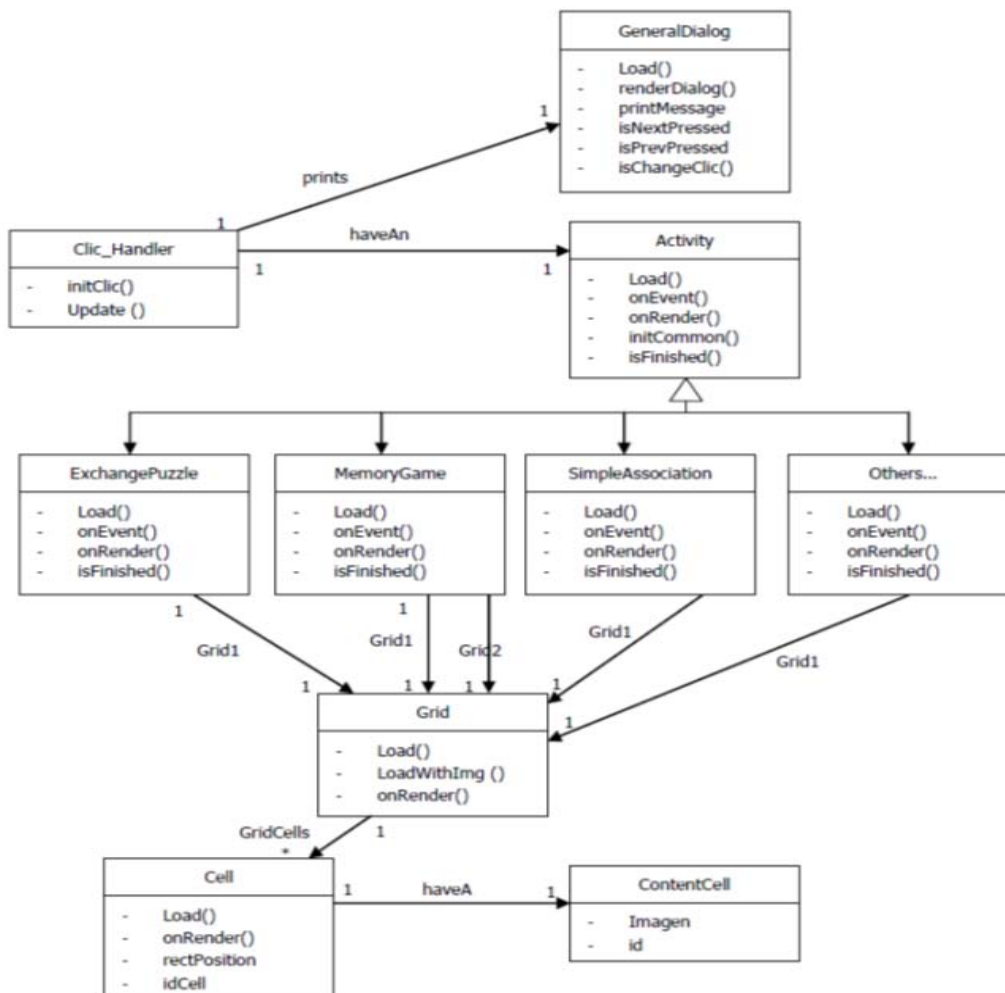 GeneralDialog
- Load()
- renderDialog()
- printMessage
- isNextPressed
- isPrevPressed
- isChangeClic()
1
prints
1
Clic_Handler
- initClic()
- Update ()
haveAn
1
1
Activity
- Load()
- onEvent()
- onRender()
- initCommon()
- isFinished()
ExchangePuzzle
- Load()
- onEvent()
- onRender()
- isFinished()
MemoryGame
- Load()
- onEvent()
- onRender()
- isFinished()
SimpleAssociation
- Load()
- onEvent()
- onRender()
- isFinished()
Others...
- Load()
- onEvent()
- onRender()
- isFinished()
1
1
Grid1
Grid1
Grid2
Grid1
Grid1
1
1
1
1
1
Grid
- Load()
- LoadWithImg ()
- onRender()
GridCells
1
*
Cell
- Load()
- onRender()
- rectPosition
- idCell
1
haveA
1
ContentCell
- Imagen
- id